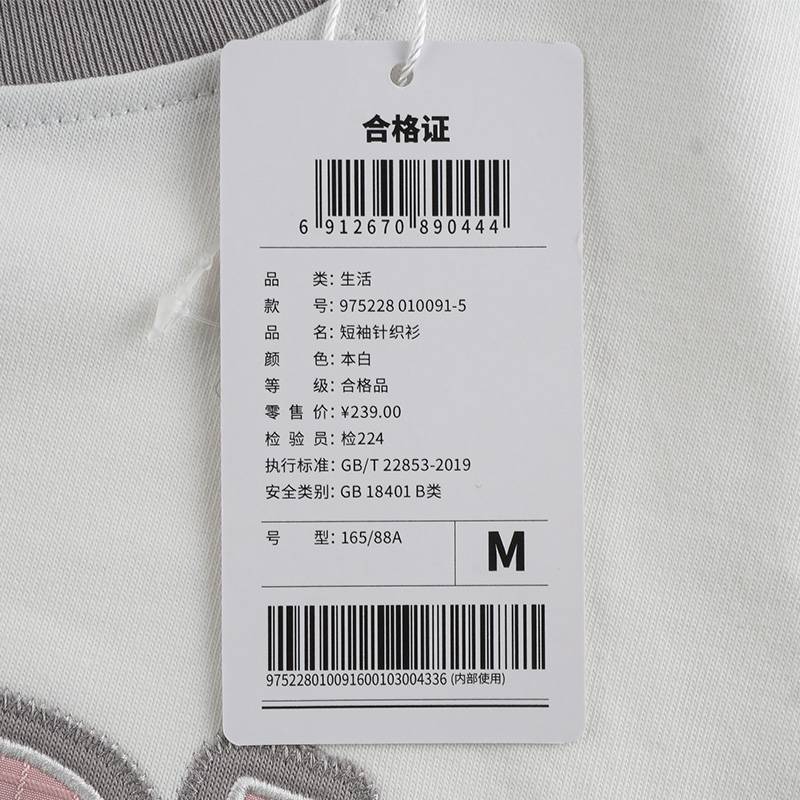 合格证
6 912670 890444
品 类: 生活
款 号: 975228 010091-5
品 名: 短袖针织衫
颜 色: 本白
等 级: 合格品
零 售 价: ¥239.00
检 验 员: 检224
执行标准: GB/T 22853-2019
安全类别: GB 18401 B类
号 型: 165/88A
M
975228010091600103004336 (内部使用)